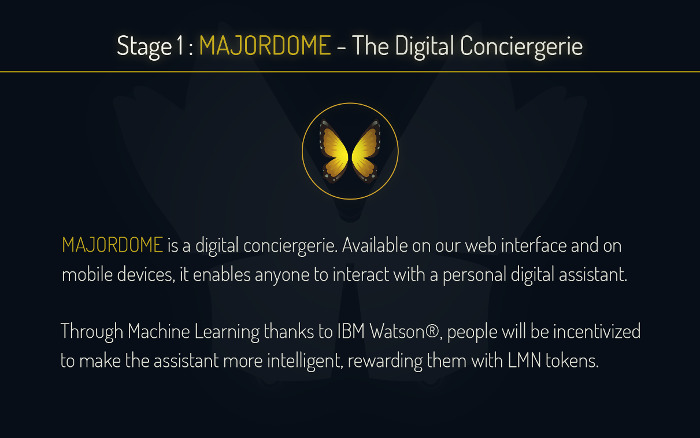 Stage 1 : MAJORDOME - The Digital Conciergerie
MAJORDOME is a digital conciergerie. Available on our web interface and on
mobile devices, it enables anyone to interact with a personal digital assistant.
Through Machine Learning thanks to IBM Watson®, people will be incentivized
to make the assistant more intelligent, rewarding them with LMN tokens.